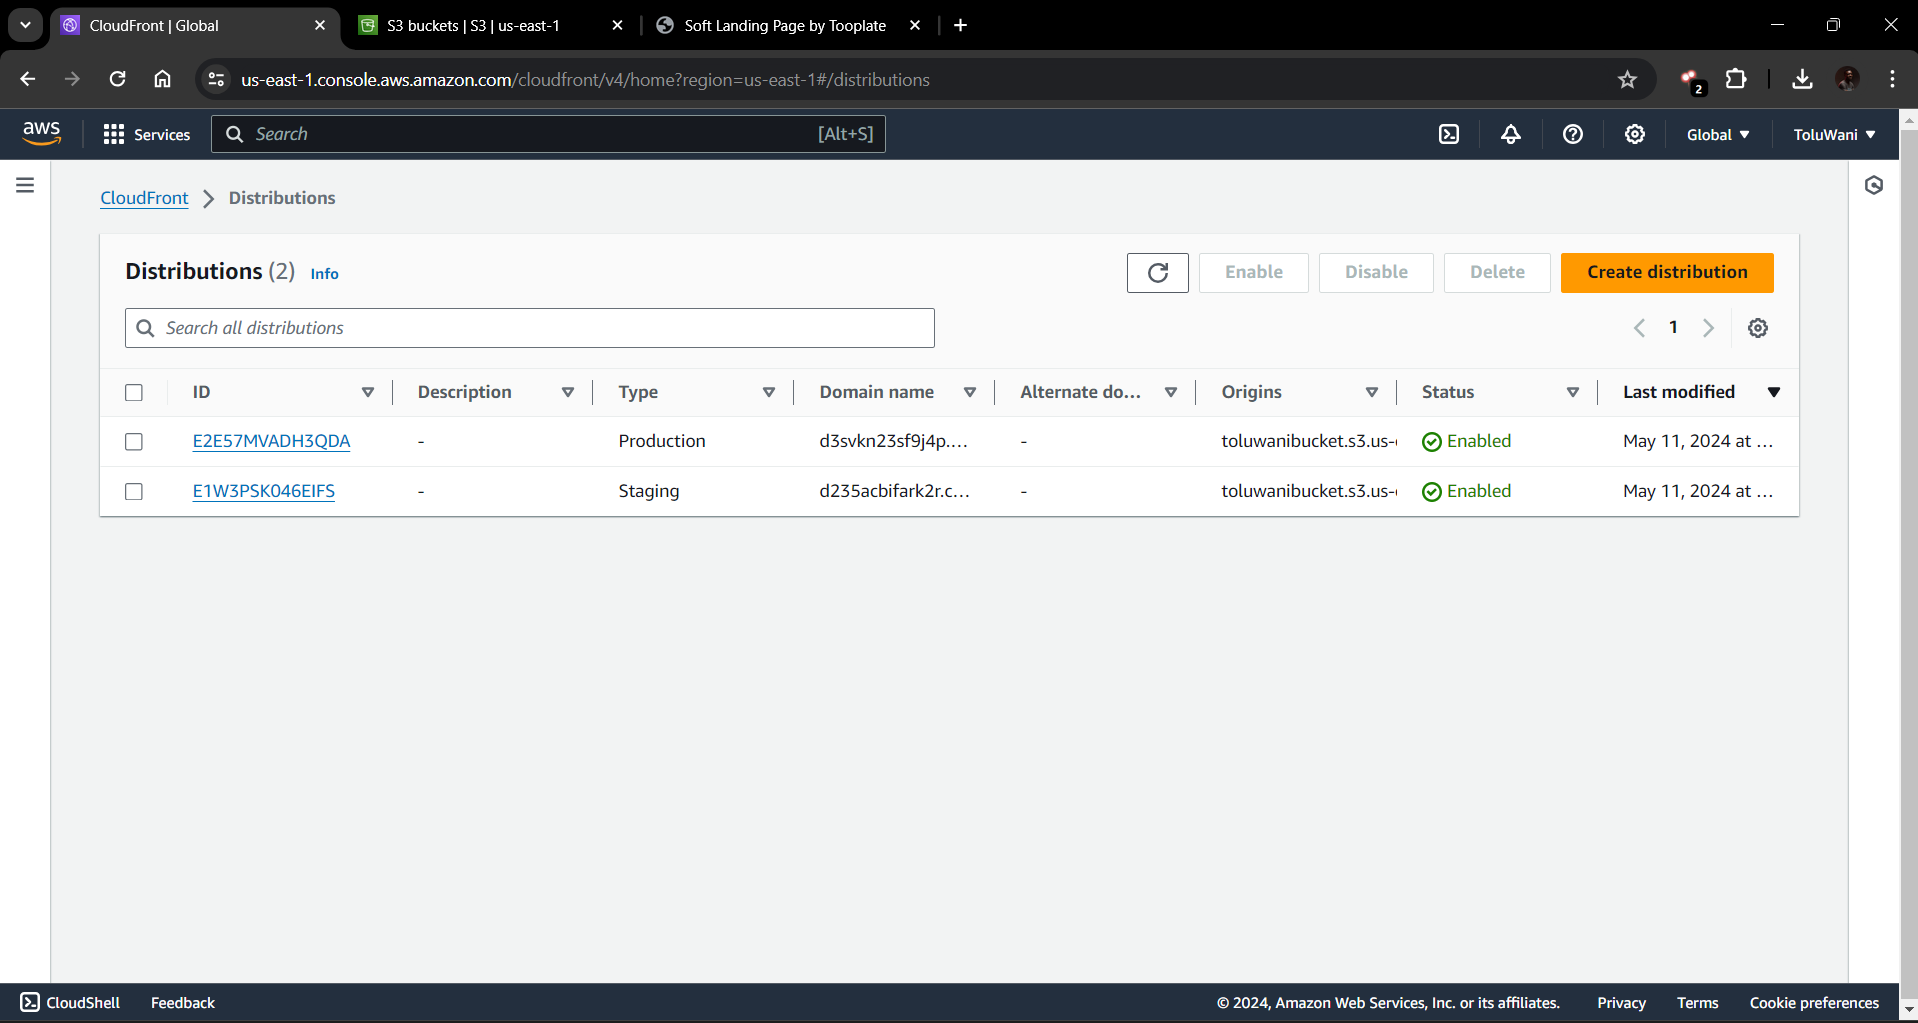 CloudFront | Global
S3 buckets | S3 | us-east-1
Soft Landing Page by Tooplate
us-east-1.console.aws.amazon.com/cloudfront/v4/home?region=us-east-1#/distributions
2
aws
Services
Search
[Alt+S]
Global
ToluWani
CloudFront
Distributions
Distributions (2) Info
Enable
Disable
Delete
Create distribution
Search all distributions
1
ID Description Type Domain name Alternate do... Origins Status Last modified
E2E57MVADH3QDA - Production d3svkn23sf9j4p.... - toluwanibucket.s3.us- Enabled May 11, 2024 at ...
E1W3PSK046EIFS - Staging d235acbifark2r.c... - toluwanibucket.s3.us- Enabled May 11, 2024 at ...
CloudShell Feedback © 2024, Amazon Web Services, Inc. or its affiliates. Privacy Terms Cookie preferences